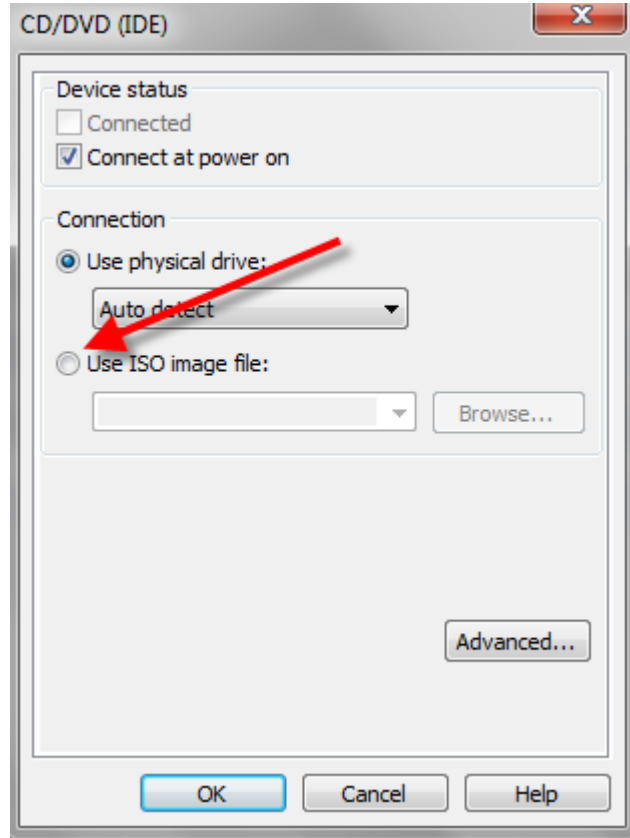 CD/DVD (IDE)
Device status
Connected
Connect at power on
Connection
Use physical drive:
Auto detect
Use ISO image file:
Browse...
Advanced...
OK Cancel Help